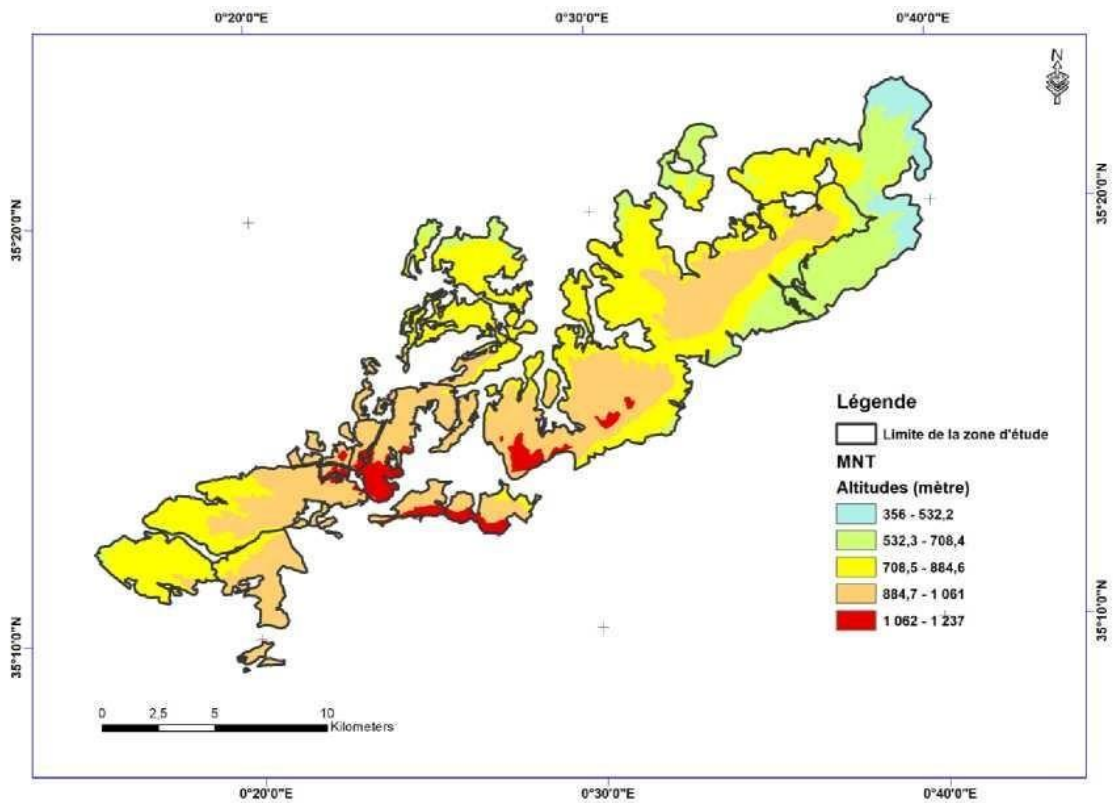 0°20'0"E 0°30'0"E 0°40'0"E
N
35°20'0"N
35°20'0"N
Légende
Limite de la zone d'étude
MNT
Altitudes (mètre)
356 - 532,2
532,3 - 708,4
708,5 - 884,6
884,7 - 1 061
1 062 - 1 237
35°10'0"N
35°10'0"N
0 2,5 5 10
Kilometers
0°20'0"E 0°30'0"E 0°40'0"E